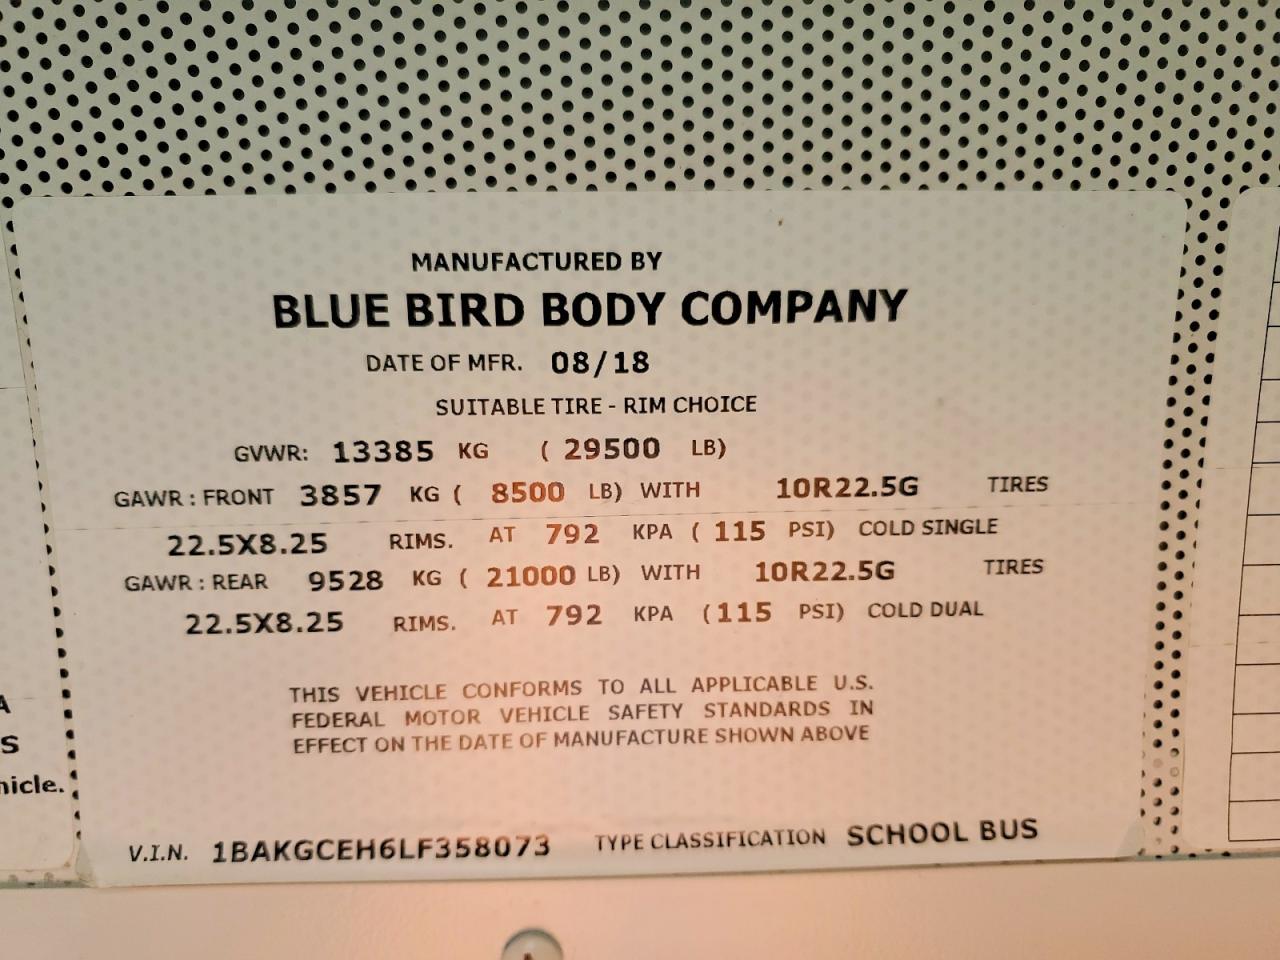 MANUFACTURED BY
BLUE BIRD BODY COMPANY
DATE OF MFR. 08/18
SUITABLE TIRE - RIM CHOICE
GVWR: 13385 KG ( 29500 LB)
GAWR : FRONT 3857 KG ( 8500 LB) WITH 10R22.5G TIRES
22.5X8.25 RIMS. AT 792 KPA ( 115 PSI) COLD SINGLE
GAWR : REAR 9528 KG ( 21000 LB) WITH 10R22.5G TIRES
22.5X8.25 RIMS. AT 792 KPA (115 PSI) COLD DUAL
THIS VEHICLE CONFORMS TO ALL APPLICABLE U.S.
FEDERAL MOTOR VEHICLE SAFETY STANDARDS IN
EFFECT ON THE DATE OF MANUFACTURE SHOWN ABOVE
V.I.N. 1BAKGCEH6LF358073 TYPE CLASSIFICATION SCHOOL BUS